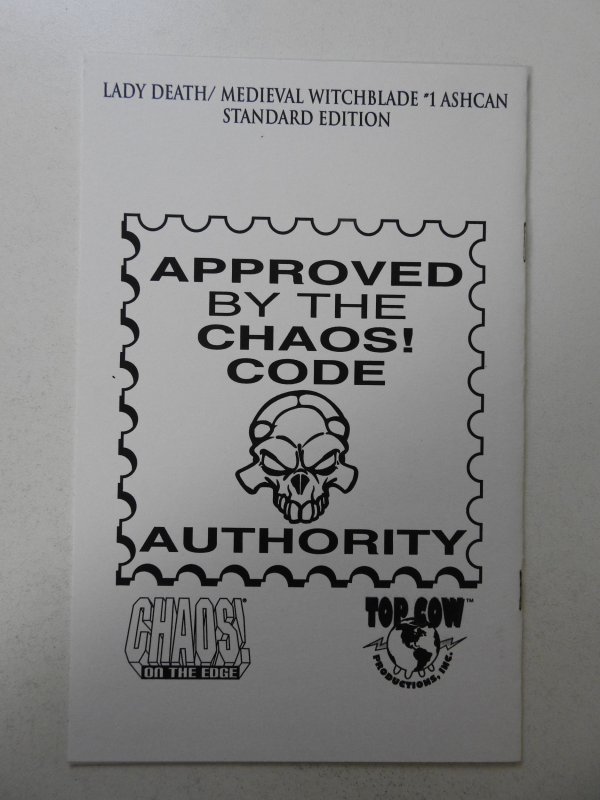 LADY DEATH/ MEDIEVAL WITCHBLADE #1 ASHCAN
STANDARD EDITION
APPROVED
BY THE
CHAOS!
CODE
AUTHORITY
CHAOS!®
ON THE EDGE
TOP COW™
PRODUCTIONS, INC.